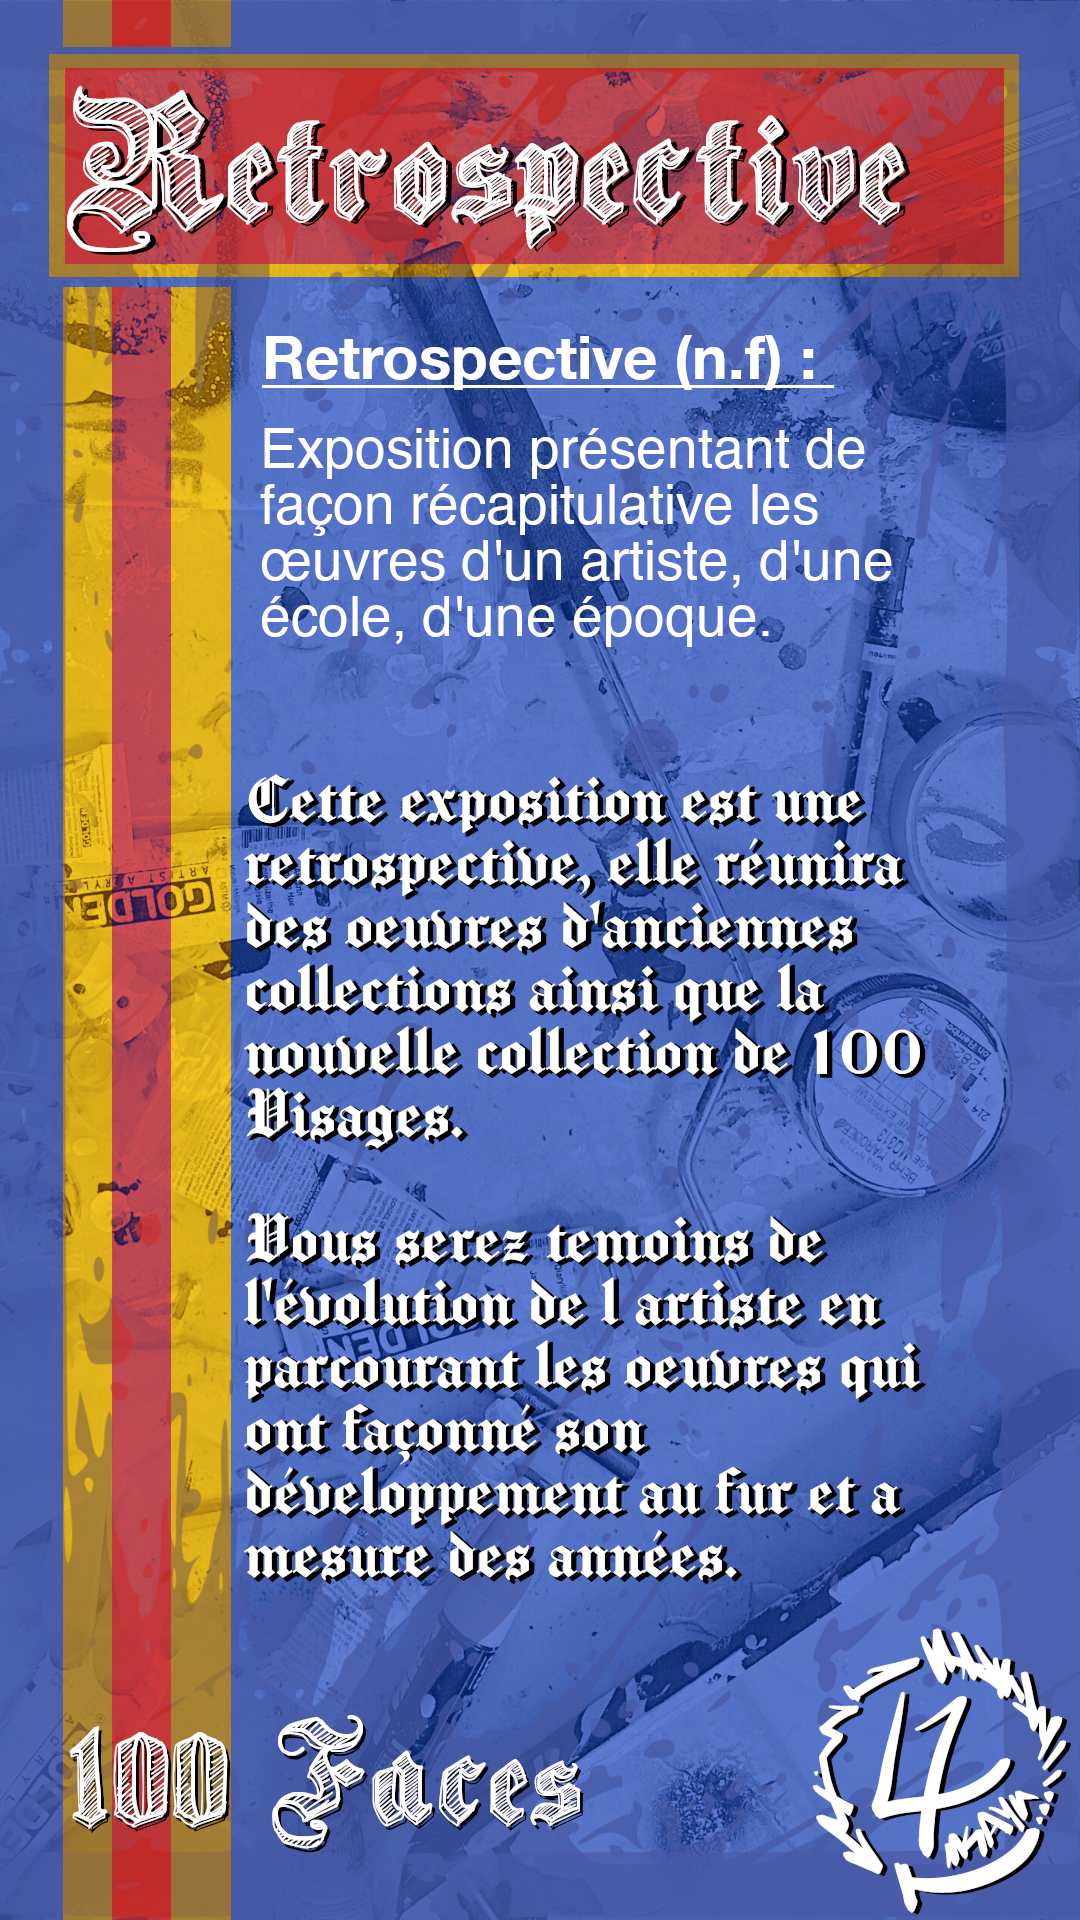 Retrospective
Retrospective (n.f) :
Exposition présentant de
façon récapitulative les
œuvres d'un artiste, d'une
école, d'une époque.
Cette exposition est une
retrospective, elle réunira
des oeuvres d'anciennes
collections ainsi que la
nouvelle collection de 100
Visages.
Vous serez temoins de
l'évolution de l artiste en
parcourant les oeuvres qui
ont façonné son
développement au fur et a
mesure des années.
100 Faces
GOLDEN
GOLDEN
GOLDEN